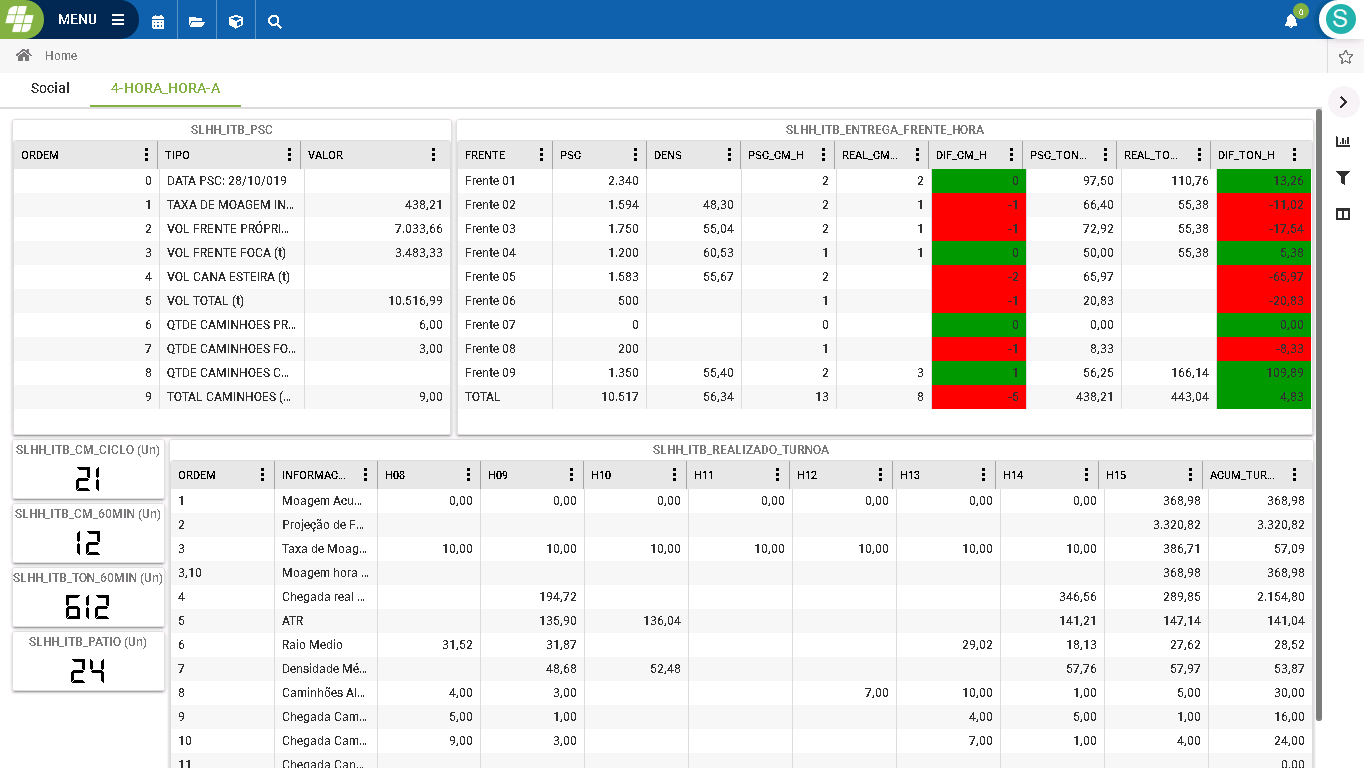 MENU
0
S
Home
Social 4-HORA_HORA-A
SLHH_ITB_PSC
ORDEM TIPO VALOR
0 DATA PSC: 28/10/019
1 TAXA DE MOAGEM IN... 438,21
2 VOL FRENTE PRÓPRI... 7.033,66
3 VOL FRENTE FOCA (t) 3.483,33
4 VOL CANA ESTEIRA (t)
5 VOL TOTAL (t) 10.516,99
6 QTDE CAMINHOES PR... 6,00
7 QTDE CAMINHOES FO... 3,00
8 QTDE CAMINHOES C...
9 TOTAL CAMINHOES (... 9,00
SLHH_ITB_ENTREGA_FRENTE_HORA
FRENTE PSC DENS PSC_CM_H REAL_CM... DIF_CM_H PSC_TON... REAL_TO... DIF_TON_H
Frente 01 2.340 2 2 0 97,50 110,76 13,26
Frente 02 1.594 48,30 2 1 -1 66,40 55,38 -11,02
Frente 03 1.750 55,04 2 1 -1 72,92 55,38 -17,54
Frente 04 1.200 60,53 1 1 0 50,00 55,38 5,38
Frente 05 1.583 55,67 2 -2 65,97 -65,97
Frente 06 500 1 -1 20,83 -20,83
Frente 07 0 0 0 0,00 0,00
Frente 08 200 1 -1 8,33 -8,33
Frente 09 1.350 55,40 2 3 1 56,25 166,14 109,89
TOTAL 10.517 56,34 13 8 -5 438,21 443,04 4,83
SLHH_ITB_CM_CICLO (Un)
21
SLHH_ITB_CM_60MIN (Un)
12
SLHH_ITB_TON_60MIN (Un)
612
SLHH_ITB_PATIO (Un)
24
SLHH_ITB_REALIZADO_TURNOA
ORDEM INFORMAC... H08 H09 H10 H11 H12 H13 H14 H15 ACUM_TUR...
1 Moagem Acu... 0,00 0,00 0,00 0,00 0,00 0,00 0,00 368,98 368,98
2 Projeção de F... 3.320,82 3.320,82
3 Taxa de Moag... 10,00 10,00 10,00 10,00 10,00 10,00 10,00 386,71 57,09
3,10 Moagem hora ... 368,98 368,98
4 Chegada real ... 194,72 346,56 289,85 2.154,80
5 ATR 135,90 136,04 141,21 147,14 141,04
6 Raio Medio 31,52 31,87 29,02 18,13 27,62 28,52
7 Densidade Mé... 48,68 52,48 57,76 57,97 53,87
8 Caminhões Al... 4,00 3,00 7,00 10,00 1,00 5,00 30,00
9 Chegada Cam... 5,00 1,00 4,00 5,00 1,00 16,00
10 Chegada Cam... 9,00 3,00 7,00 1,00 4,00 24,00
11 Chegada Can... 0,00